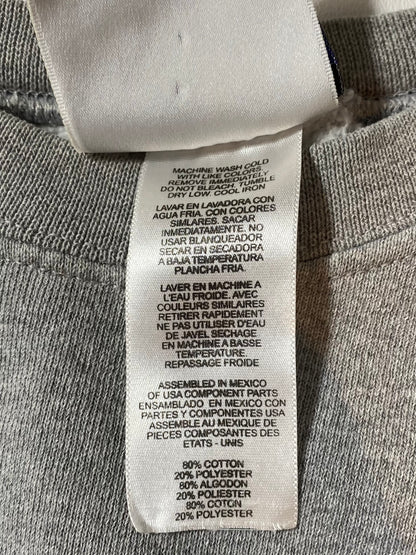 MACHINE WASH COLD
WITH LIKE COLORS
REMOVE IMMEDIATELY
DO NOT BLEACH, TUMBLE
DRY LOW. COOL IRON
LAVAR EN LAVADORA CON
AGUA FRIA. CON COLORES
SIMLARES. SACAR
INMEDIATAMENTE. NO
USAR BLANQUEADOR
SECAR EN SECADORA
A BAJA TEMPERATURA
PLANCHA FRIA.
LAVER EN MACHINE A
L'EAU FROIDE. AVEC
COULEURS SIMILAIRES
RETIRER RAPIDEMENT
NE PAS UTILISER D'EAU
DE JAVEL SECHAGE
EN MACHINE A BASSE
TEMPERATURE.
REPASSAGE FROIDE
ASSEMBLED IN MEXICO
OF USA COMPONENT PARTS
ENSAMBLADO EN MEXICO CON
PARTES Y COMPONANTES USA
ASSEMBLE AU MEXIQUE DE
PIECES COMPOSANTES DES
ETATS - UNIS
80% COTTON
20% POLYESTER
80% ALGODON
20% POLIESTER
80% COTON
20% POLYESTER